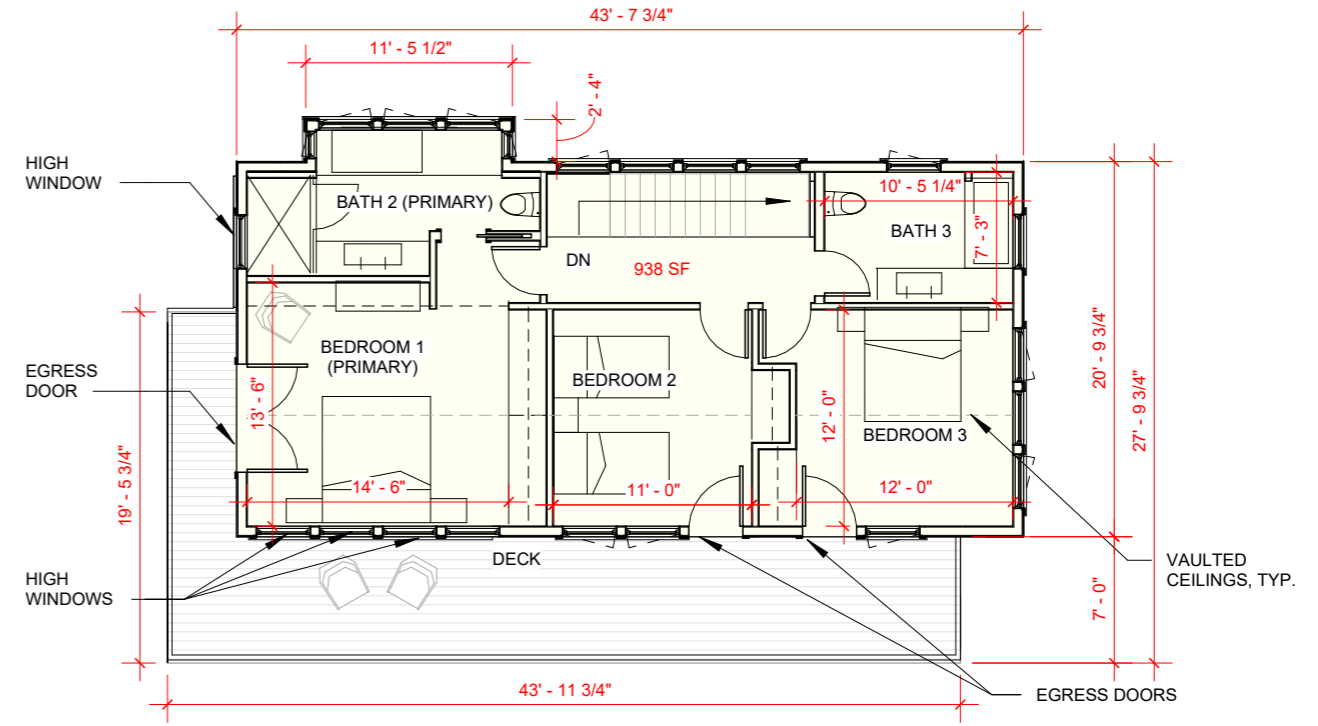 43' - 7 3/4"
11' - 5 1/2"
2' - 4"
HIGH
WINDOW
BATH 2 (PRIMARY)
10' - 5 1/4"
BATH 3
7' - 3"
DN
938 SF
EGRESS
DOOR
BEDROOM 1
(PRIMARY)
13' - 6"
BEDROOM 2
12' - 0"
BEDROOM 3
20' - 9 3/4"
27' - 9 3/4"
19' - 5 3/4"
14' - 6"
11' - 0"
12' - 0"
DECK
HIGH
WINDOWS
VAULTED
CEILINGS, TYP.
7' - 0"
43' - 11 3/4"
EGRESS DOORS